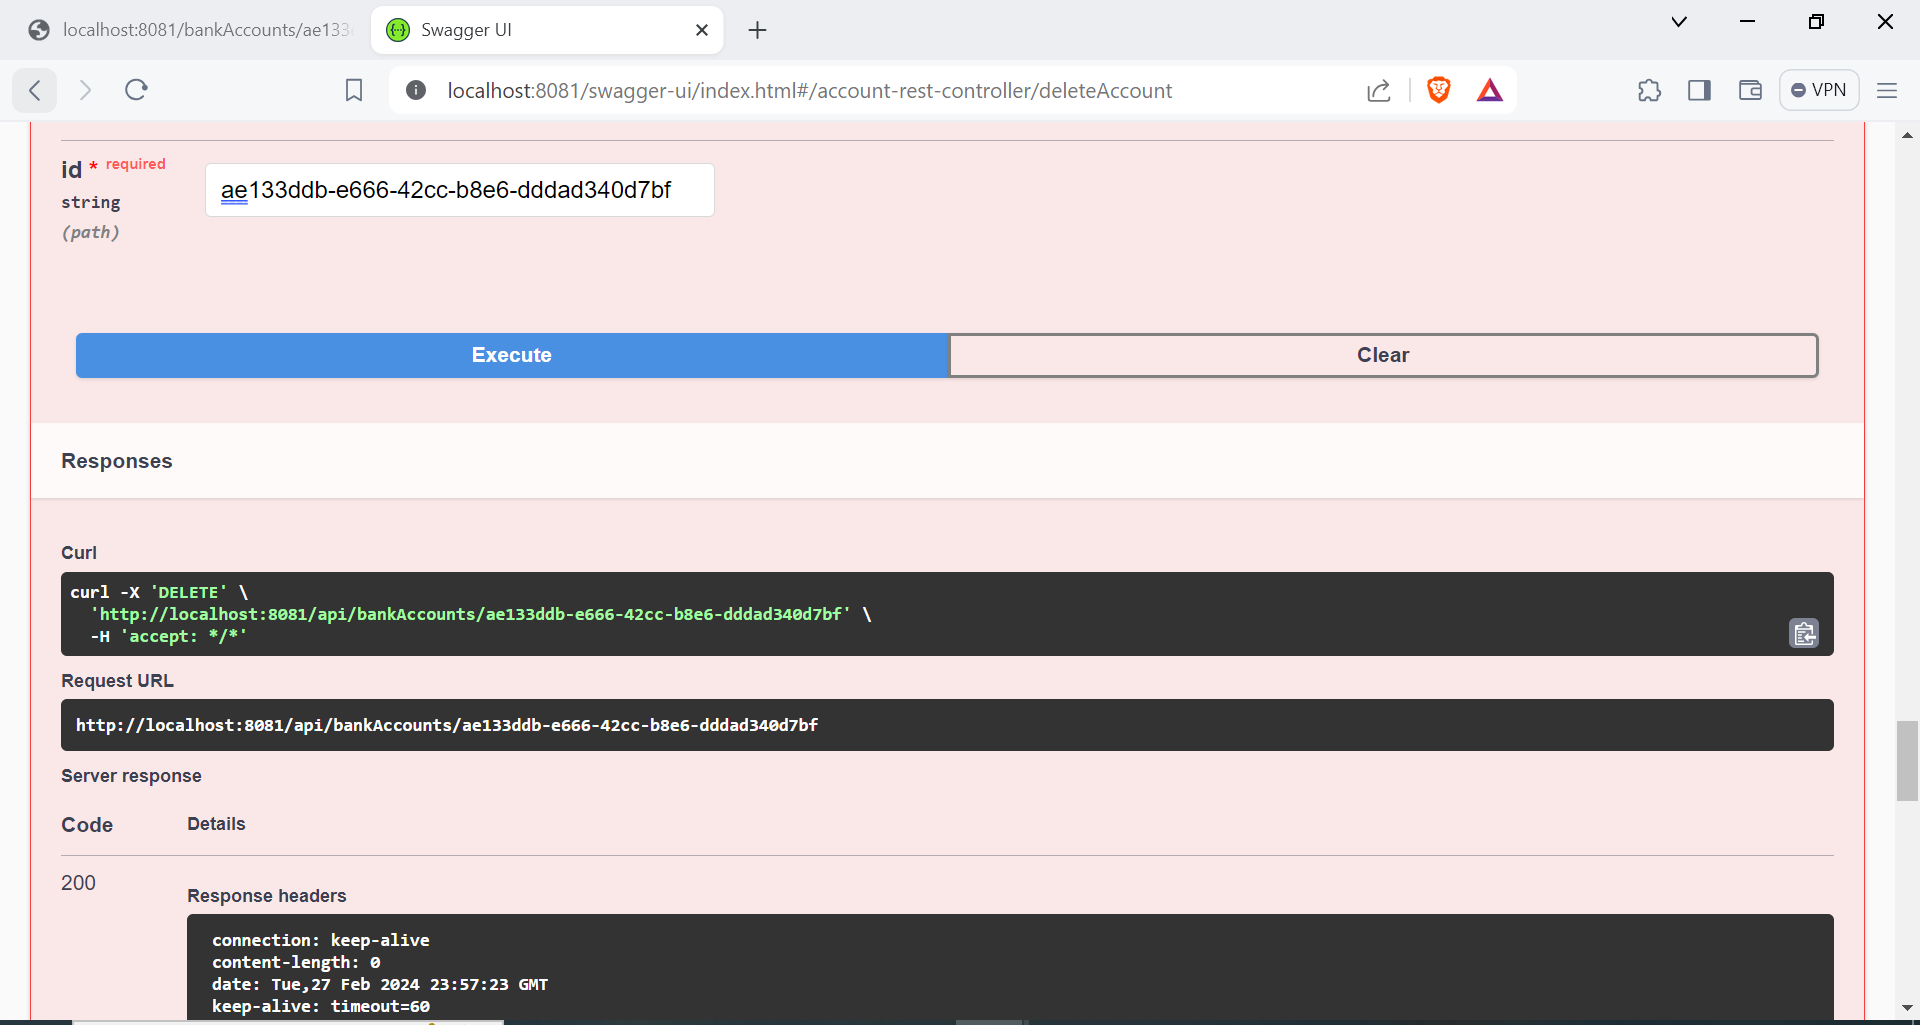 localhost:8081/bankAccounts/ae133
Swagger UI
localhost:8081/swagger-ui/index.html#/account-rest-controller/deleteAccount
VPN
id * required
string
(path)
ae133ddb-e666-42cc-b8e6-dddad340d7bf
Execute
Clear
Responses
Curl
curl -X 'DELETE' \
'http://localhost:8081/api/bankAccounts/ae133ddb-e666-42cc-b8e6-dddad340d7bf' \
-H 'accept: */*'
Request URL
http://localhost:8081/api/bankAccounts/ae133ddb-e666-42cc-b8e6-dddad340d7bf
Server response
Code
Details
200
Response headers
connection: keep-alive
content-length: 0
date: Tue,27 Feb 2024 23:57:23 GMT
keep-alive: timeout=60